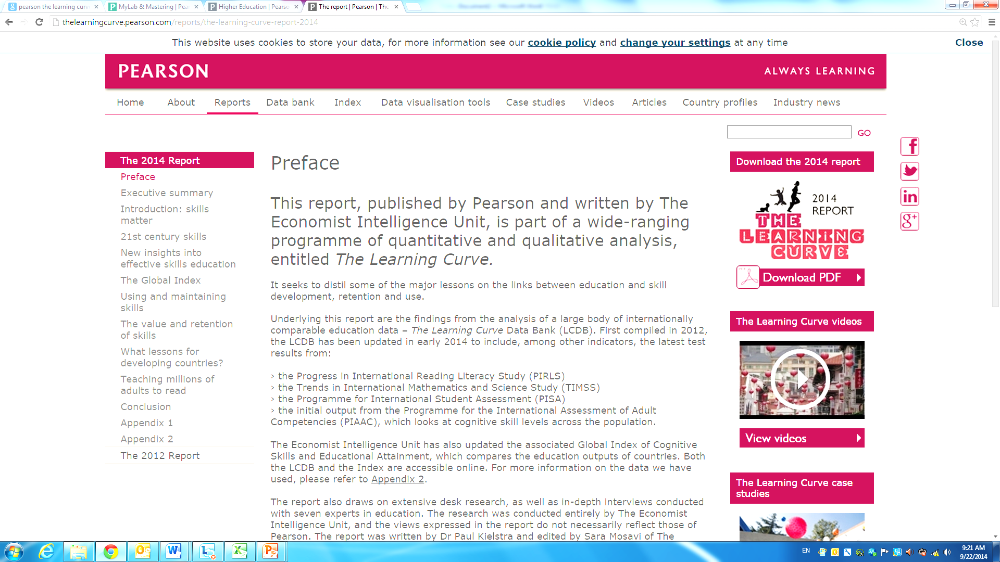 pearson the learning curv
MyLab & Mastering | Pea
Higher Education | Pearso
The report | Pearson | The
thelearningcurve.pearson.com/reports/the-learning-curve-report-2014
This website uses cookies to store your data, for more information see our cookie policy and change your settings at any time
Close
PEARSON
ALWAYS LEARNING
Home About Reports Data bank Index Data visualisation tools Case studies Videos Articles Country profiles Industry news
GO
The 2014 Report
Preface
Executive summary
Introduction: skills
matter
21st century skills
New insights into
effective skills education
The Global Index
Using and maintaining
skills
The value and retention
of skills
What lessons for
developing countries?
Teaching millions of
adults to read
Conclusion
Appendix 1
Appendix 2
The 2012 Report
Preface
This report, published by Pearson and written by The
Economist Intelligence Unit, is part of a wide-ranging
programme of quantitative and qualitative analysis,
entitled The Learning Curve.
It seeks to distil some of the major lessons on the links between education and skill
development, retention and use.
Underlying this report are the findings from the analysis of a large body of internationally
comparable education data – The Learning Curve Data Bank (LCDB). First compiled in 2012,
the LCDB has been updated in early 2014 to include, among other indicators, the latest test
results from:
› the Progress in International Reading Literacy Study (PIRLS)
› the Trends in International Mathematics and Science Study (TIMSS)
› the Programme for International Student Assessment (PISA)
› the initial output from the Programme for the International Assessment of Adult
Competencies (PIAAC), which looks at cognitive skill levels across the population.
The Economist Intelligence Unit has also updated the associated Global Index of Cognitive
Skills and Educational Attainment, which compares the education outputs of countries. Both
the LCDB and the Index are accessible online. For more information on the data we have
used, please refer to Appendix 2.
The report also draws on extensive desk research, as well as in-depth interviews conducted
with seven experts in education. The research was conducted entirely by The Economist
Intelligence Unit, and the views expressed in the report do not necessarily reflect those of
Pearson. The report was written by Dr Paul Kielstra and edited by Sara Mosavi of The
Download the 2014 report
2014
REPORT
THE
LEARNING
CURVE
Download PDF
The Learning Curve videos
View videos
The Learning Curve case
studies
EN
9:21 AM
9/22/2014